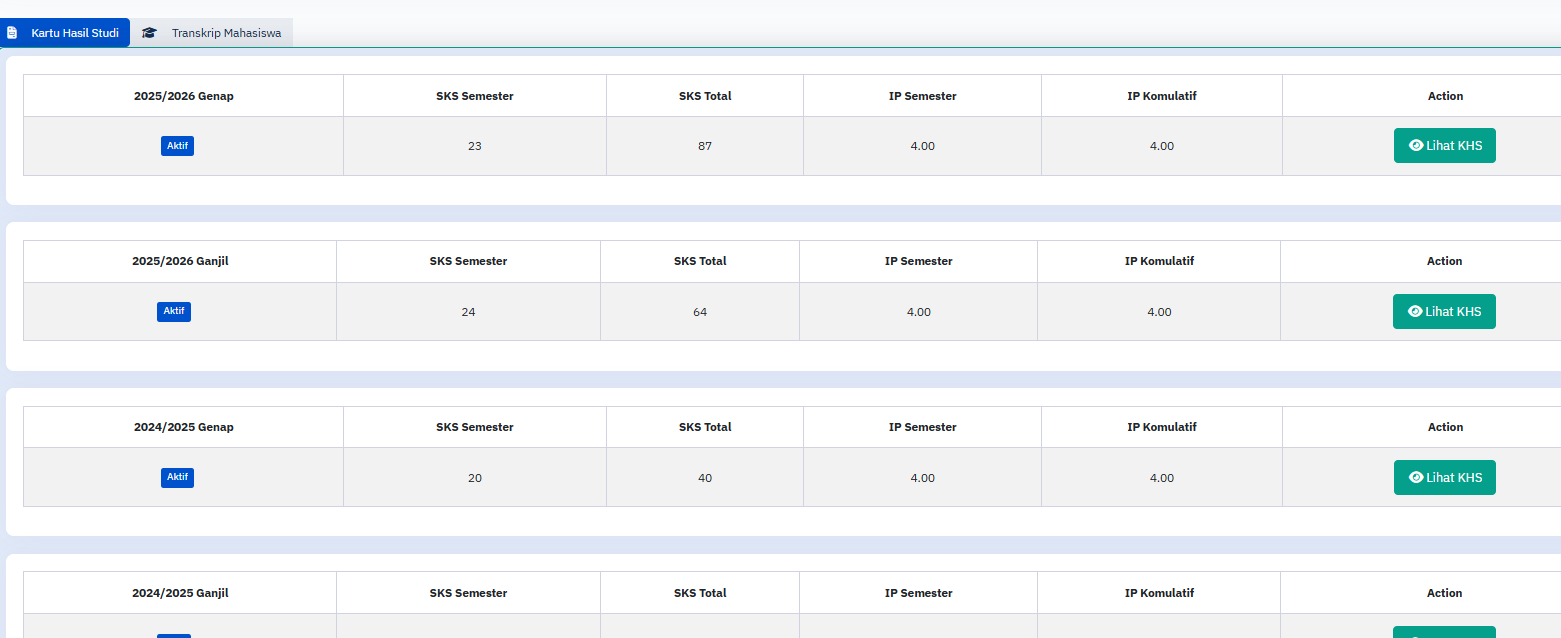 Kartu Hasil Studi Transkrip Mahasiswa
2025/2026 Genap SKS Semester SKS Total IP Semester IP Komulatif Action
Aktif 23 87 4.00 4.00 Lihat KHS
2025/2026 Ganjil SKS Semester SKS Total IP Semester IP Komulatif Action
Aktif 24 64 4.00 4.00 Lihat KHS
2024/2025 Genap SKS Semester SKS Total IP Semester IP Komulatif Action
Aktif 20 40 4.00 4.00 Lihat KHS
2024/2025 Ganjil SKS Semester SKS Total IP Semester IP Komulatif Action